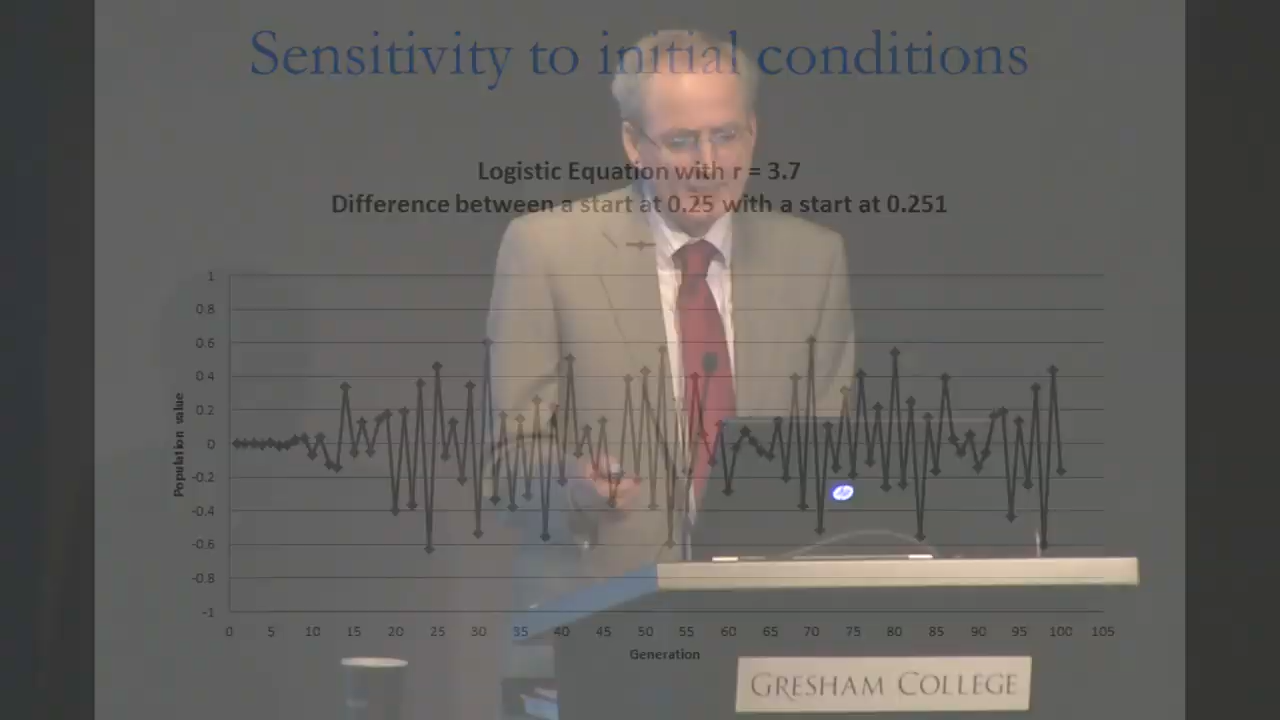 Sensitivity to initial conditions
Logistic Equation with r = 3.7
Difference between a start at 0.25 with a start at 0.251
1
0.8
0.6
0.4
0.2
0
-0.2
-0.4
-0.6
-0.8
-1
Population value
0 5 10 15 20 25 30 35 40 45 50 55 60 65 70 75 80 85 90 95 100 105
Generation
hp
GRESHAM COLLEGE